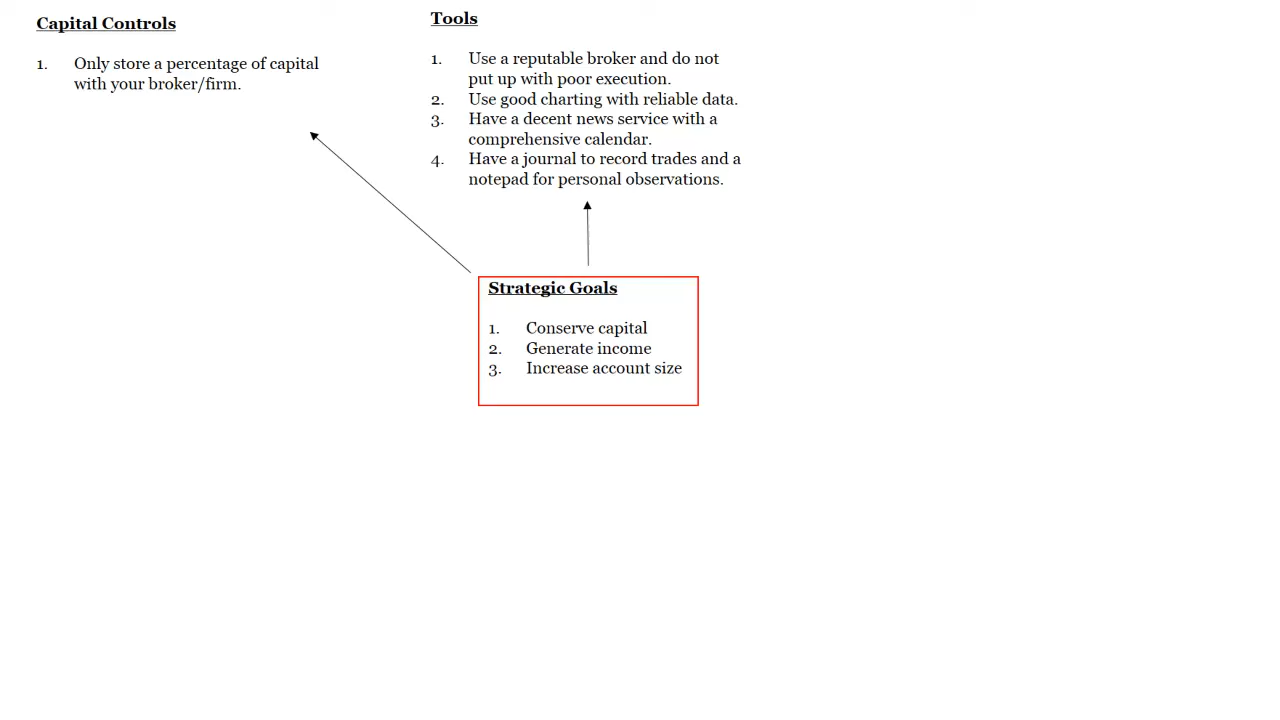 Capital Controls
1. Only store a percentage of capital
with your broker/firm.
Tools
1. Use a reputable broker and do not
put up with poor execution.
2. Use good charting with reliable data.
3. Have a decent news service with a
comprehensive calendar.
4. Have a journal to record trades and a
notepad for personal observations.
Strategic Goals
1. Conserve capital
2. Generate income
3. Increase account size